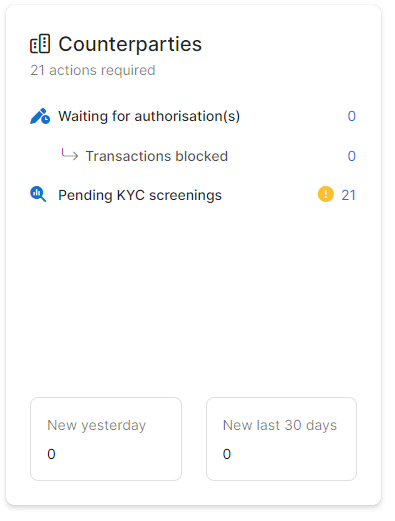 Counterparties
21 actions required
Waiting for authorisation(s) 0
Transactions blocked 0
Pending KYC screenings 21
New yesterday
0
New last 30 days
0